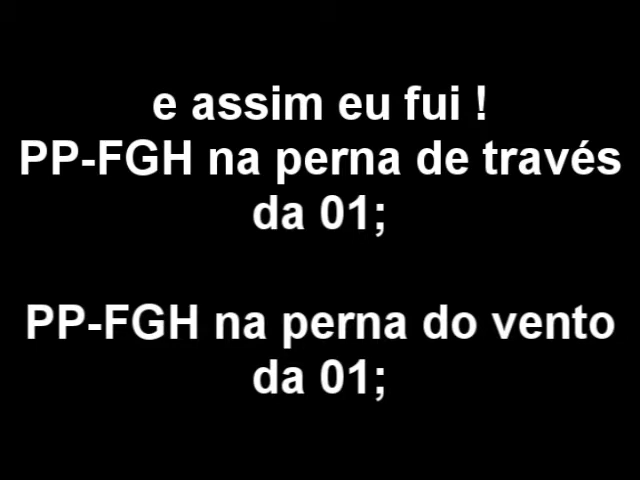 e assim eu fui !
PP-FGH na perna de través
da 01;
PP-FGH na perna do vento
da 01;